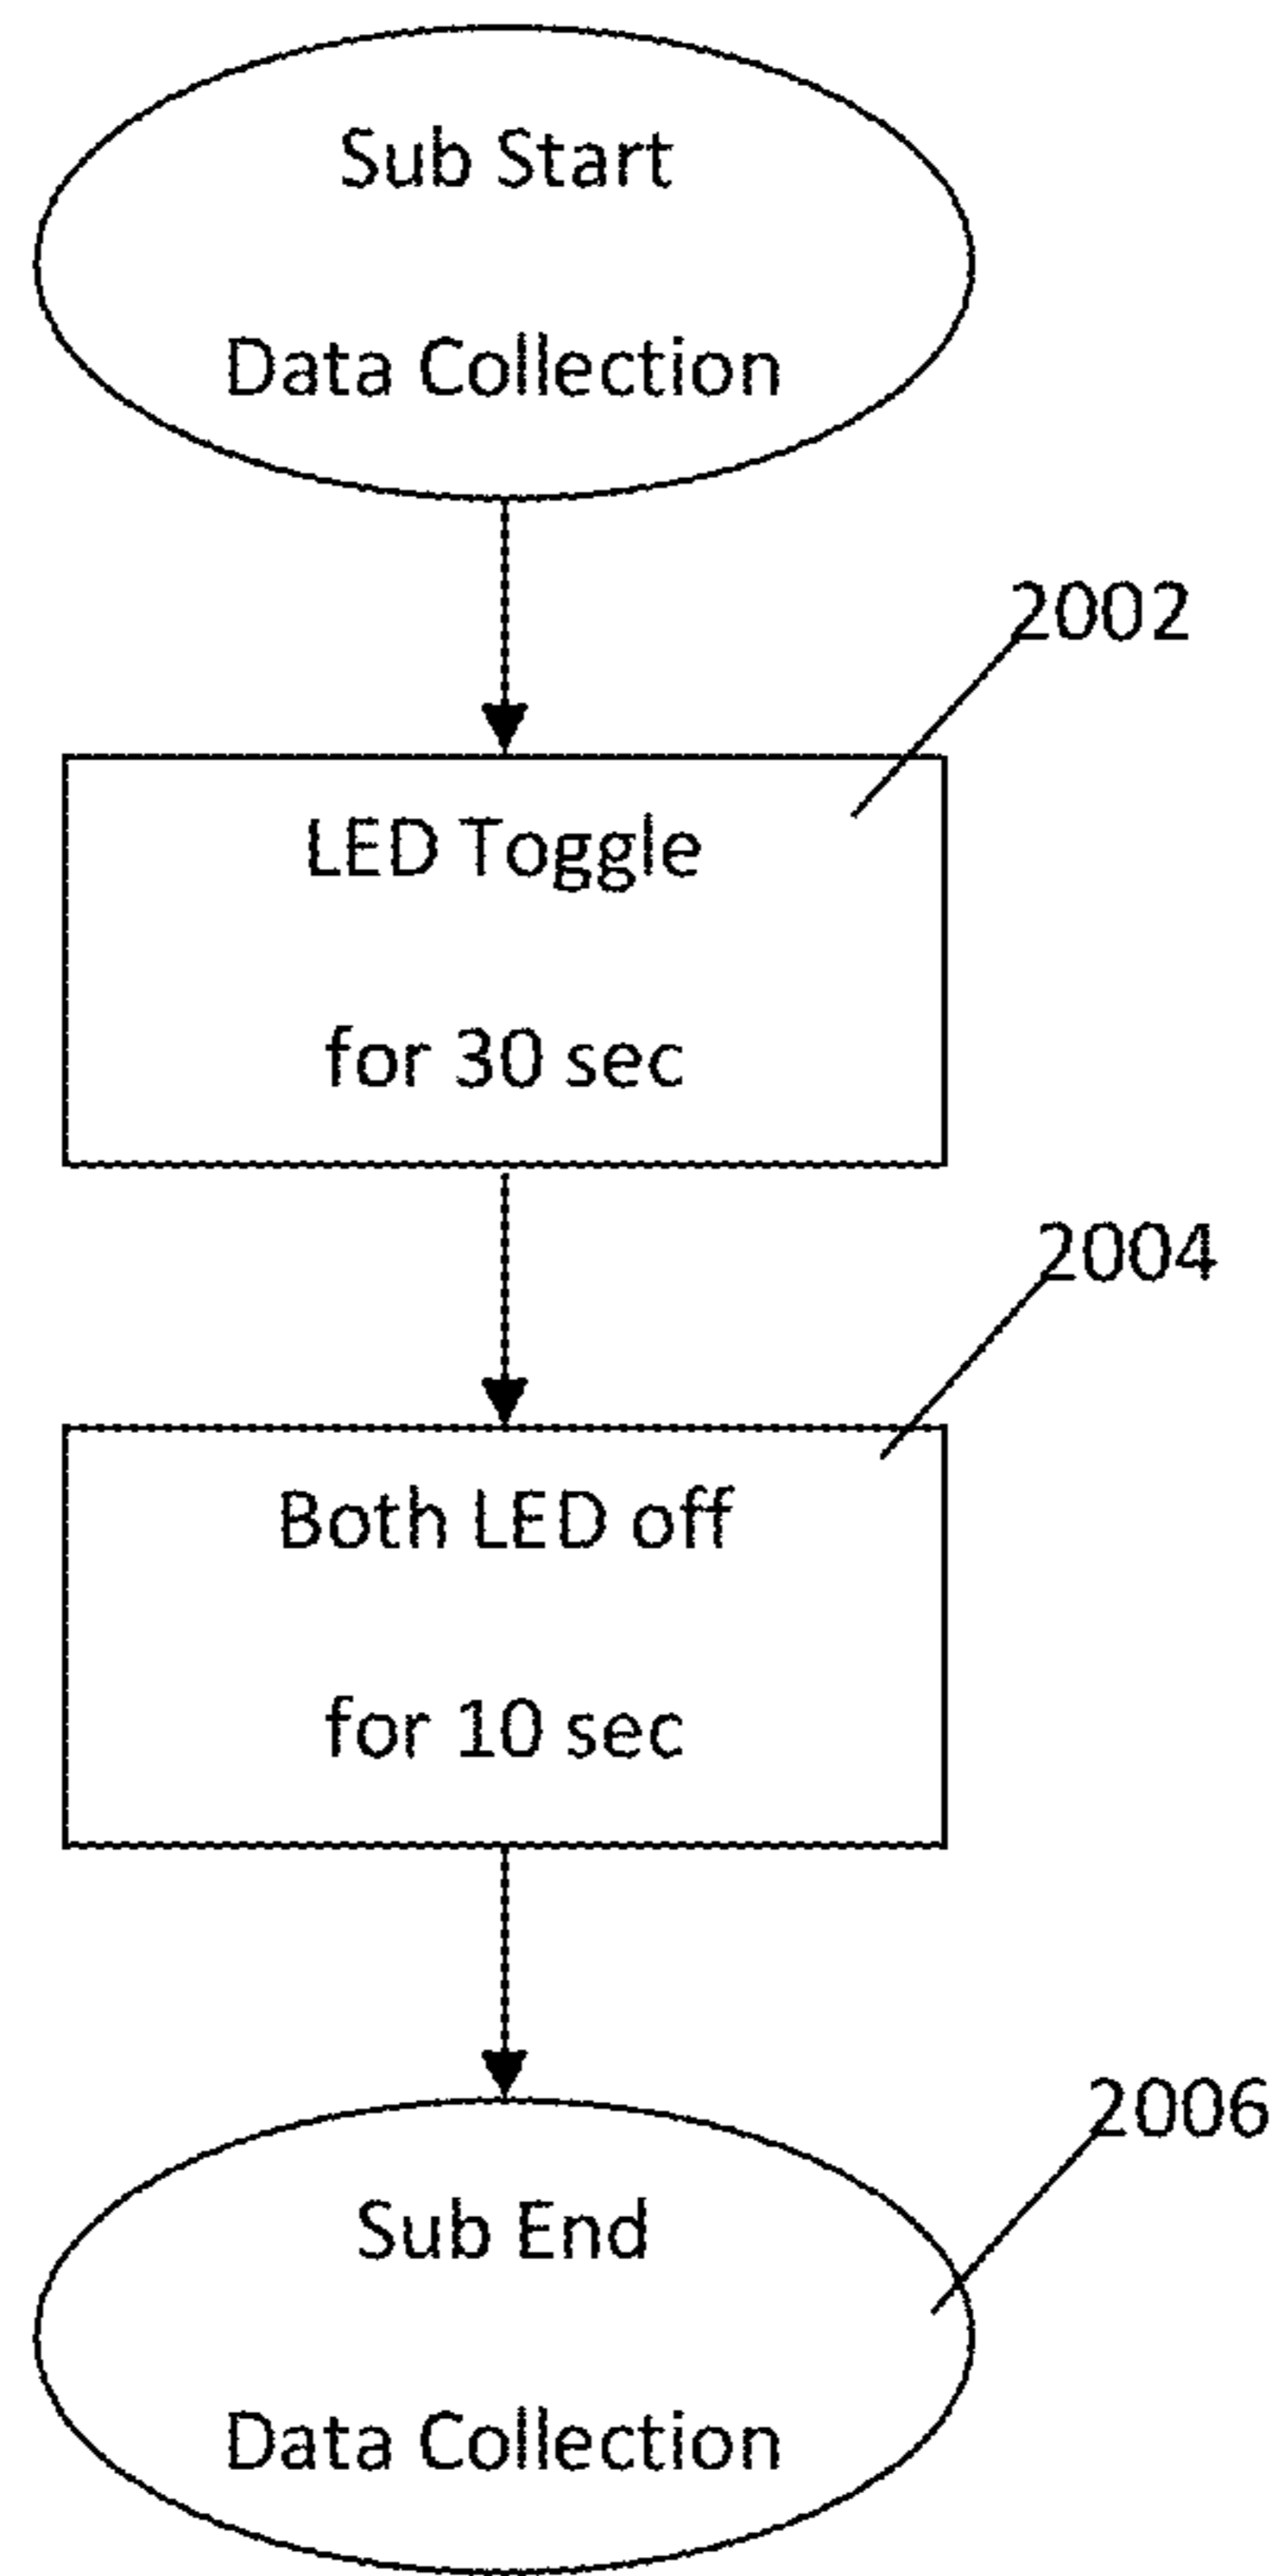 Sub Start
Data Collection
2002
LED Toggle
for 30 sec
2004
Both LED off
for 10 sec
2006
Sub End
Data Collection